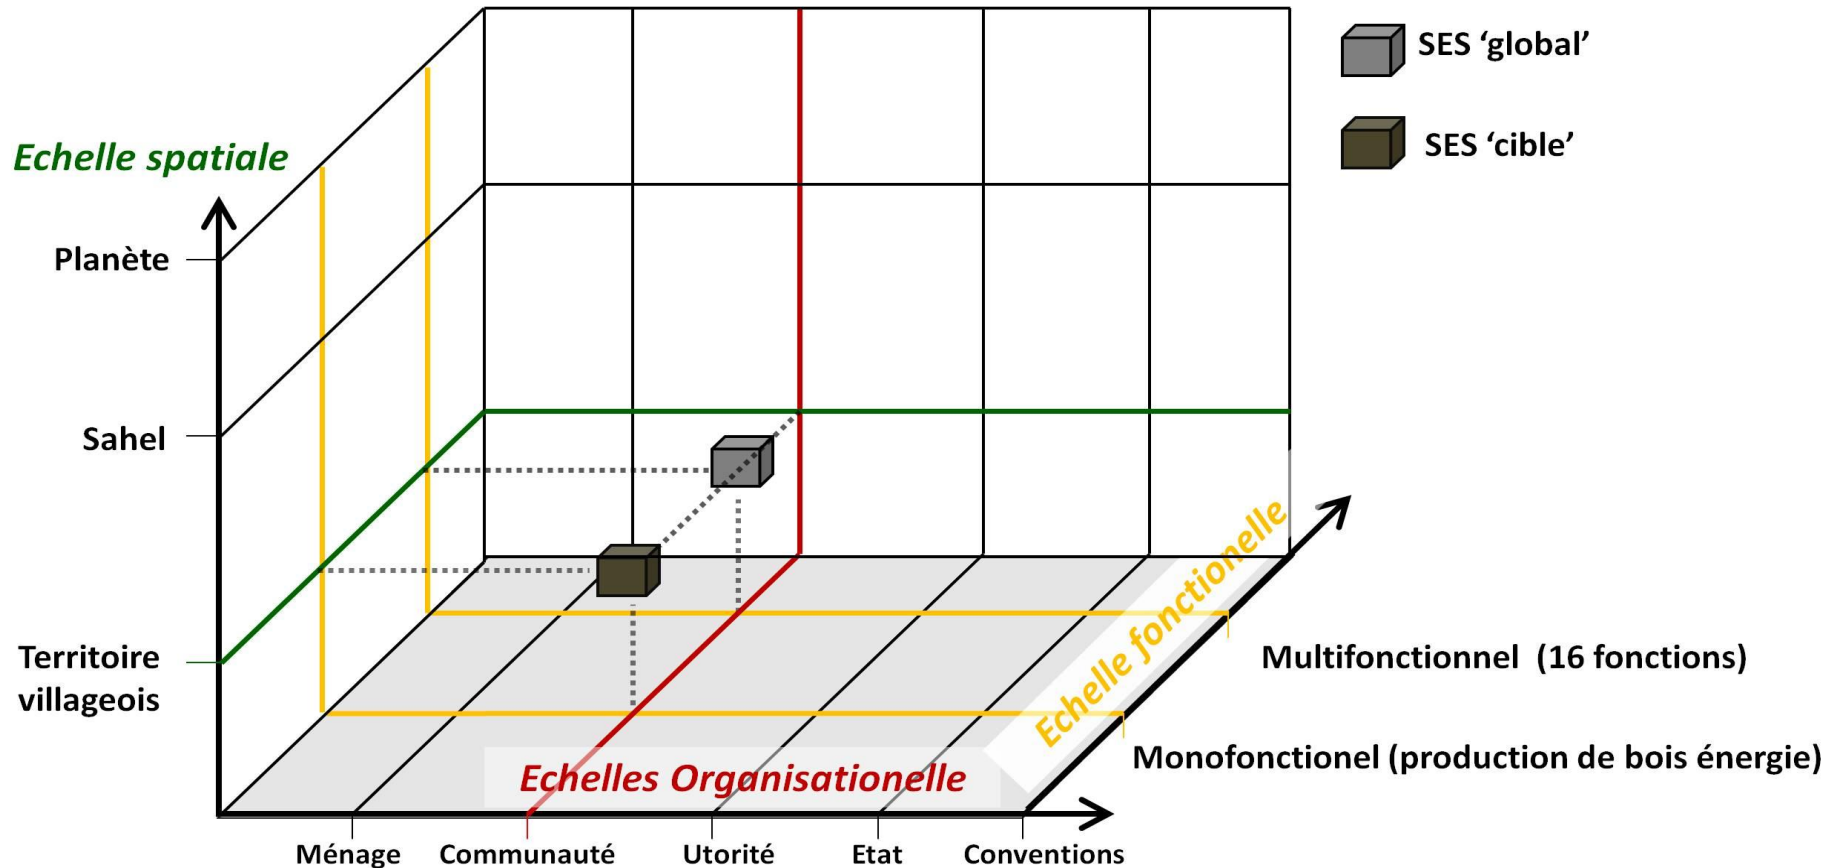 SES ‘global’
SES ‘cible’
Echelle spatiale
Planète
Sahel
Territoire
villageois
Echelle fonctionelle
Multifonctionnel (16 fonctions)
Monofonctionel (production de bois énergie)
Echelles Organisationelle
Ménage
Communauté
Utorité
Etat
Conventions